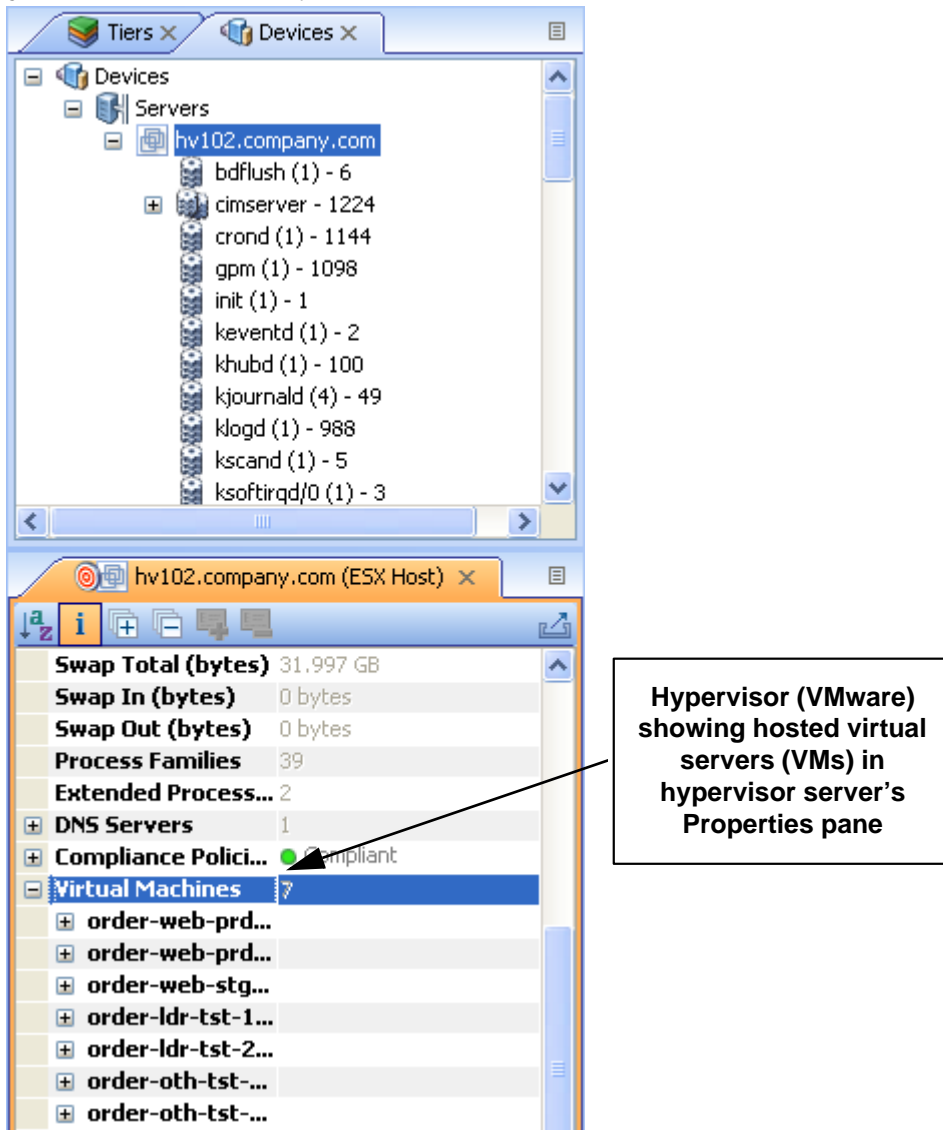 Tiers
Devices
Devices
Servers
hv102.company.com
bdflush (1) - 6
cimserver - 1224
crond (1) - 1144
gpm (1) - 1098
init (1) - 1
keventd (1) - 2
khubd (1) - 100
kjournald (4) - 49
klogd (1) - 988
kscand (1) - 5
ksoftirqd/0 (1) - 3
hv102.company.com (ESX Host)
Swap Total (bytes) 31.997 GB
Swap In (bytes) 0 bytes
Swap Out (bytes) 0 bytes
Process Families 39
Extended Process... 2
DNS Servers 1
Compliance Polici... Compliant
Virtual Machines 7
order-web-prd...
order-web-prd...
order-web-stg...
order-ldr-tst-1...
order-ldr-tst-2...
order-oth-tst-...
order-oth-tst-...
Hypervisor (VMware)
showing hosted virtual
servers (VMs) in
hypervisor server's
Properties pane